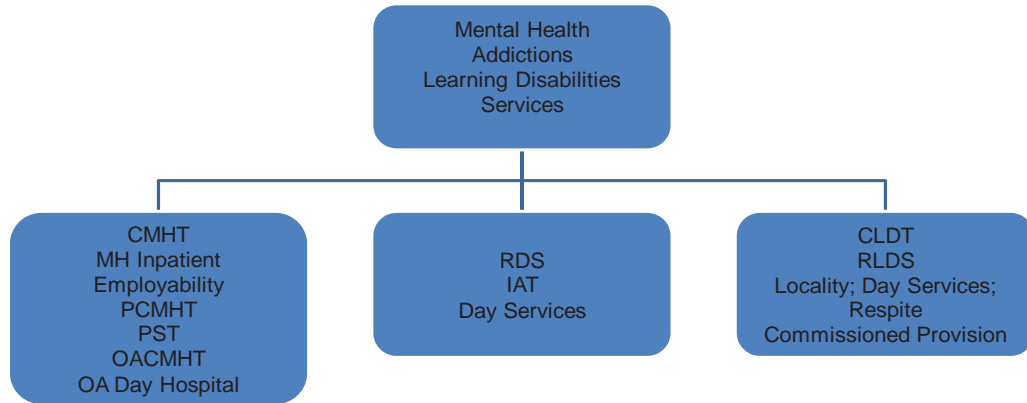 Mental Health
Addictions
Learning Disabilities
Services
CMHT
MH Inpatient
Employability
PCMHT
PST
OACMHT
OA Day Hospital
RDS
IAT
Day Services
CLDT
RLDS
Locality; Day Services;
Respite
Commissioned Provision